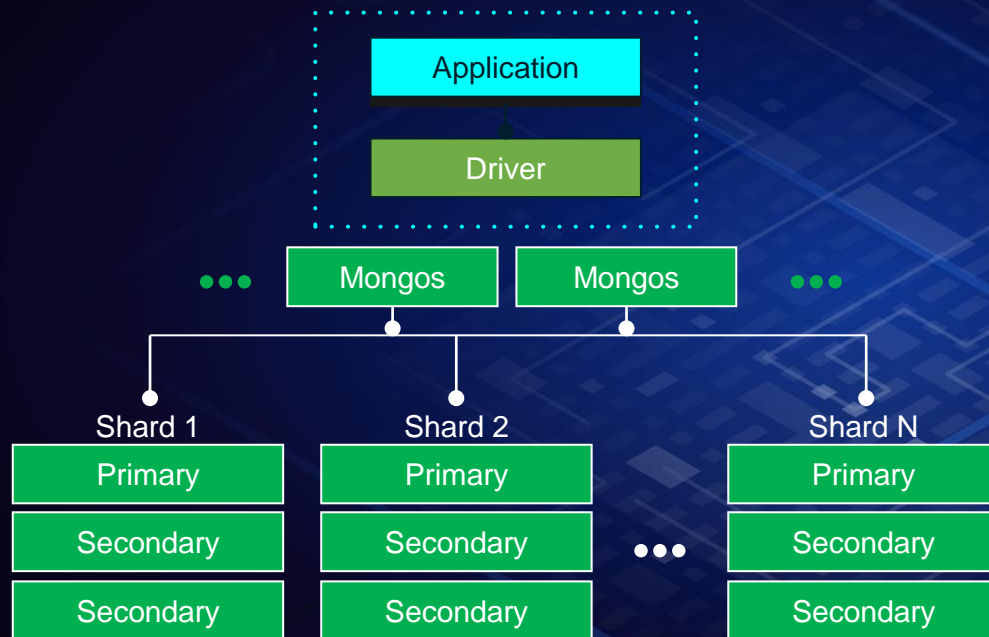 Application
Driver
Mongos Mongos
Shard 1 Shard 2 Shard N
Primary Primary Primary
Secondary Secondary Secondary
Secondary Secondary Secondary